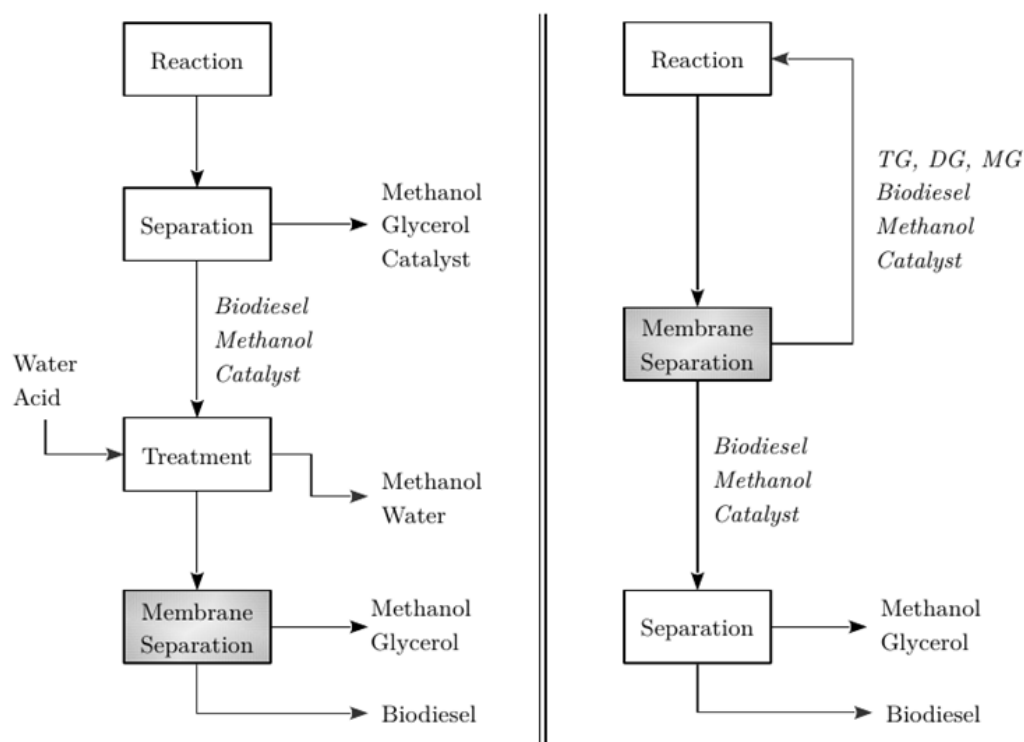 Reaction
Separation
Methanol
Glycerol
Catalyst
Biodiesel
Methanol
Catalyst
Water
Acid
Treatment
Methanol
Water
Membrane
Separation
Methanol
Glycerol
Biodiesel
Reaction
TG, DG, MG
Biodiesel
Methanol
Catalyst
Membrane
Separation
Biodiesel
Methanol
Catalyst
Separation
Methanol
Glycerol
Biodiesel